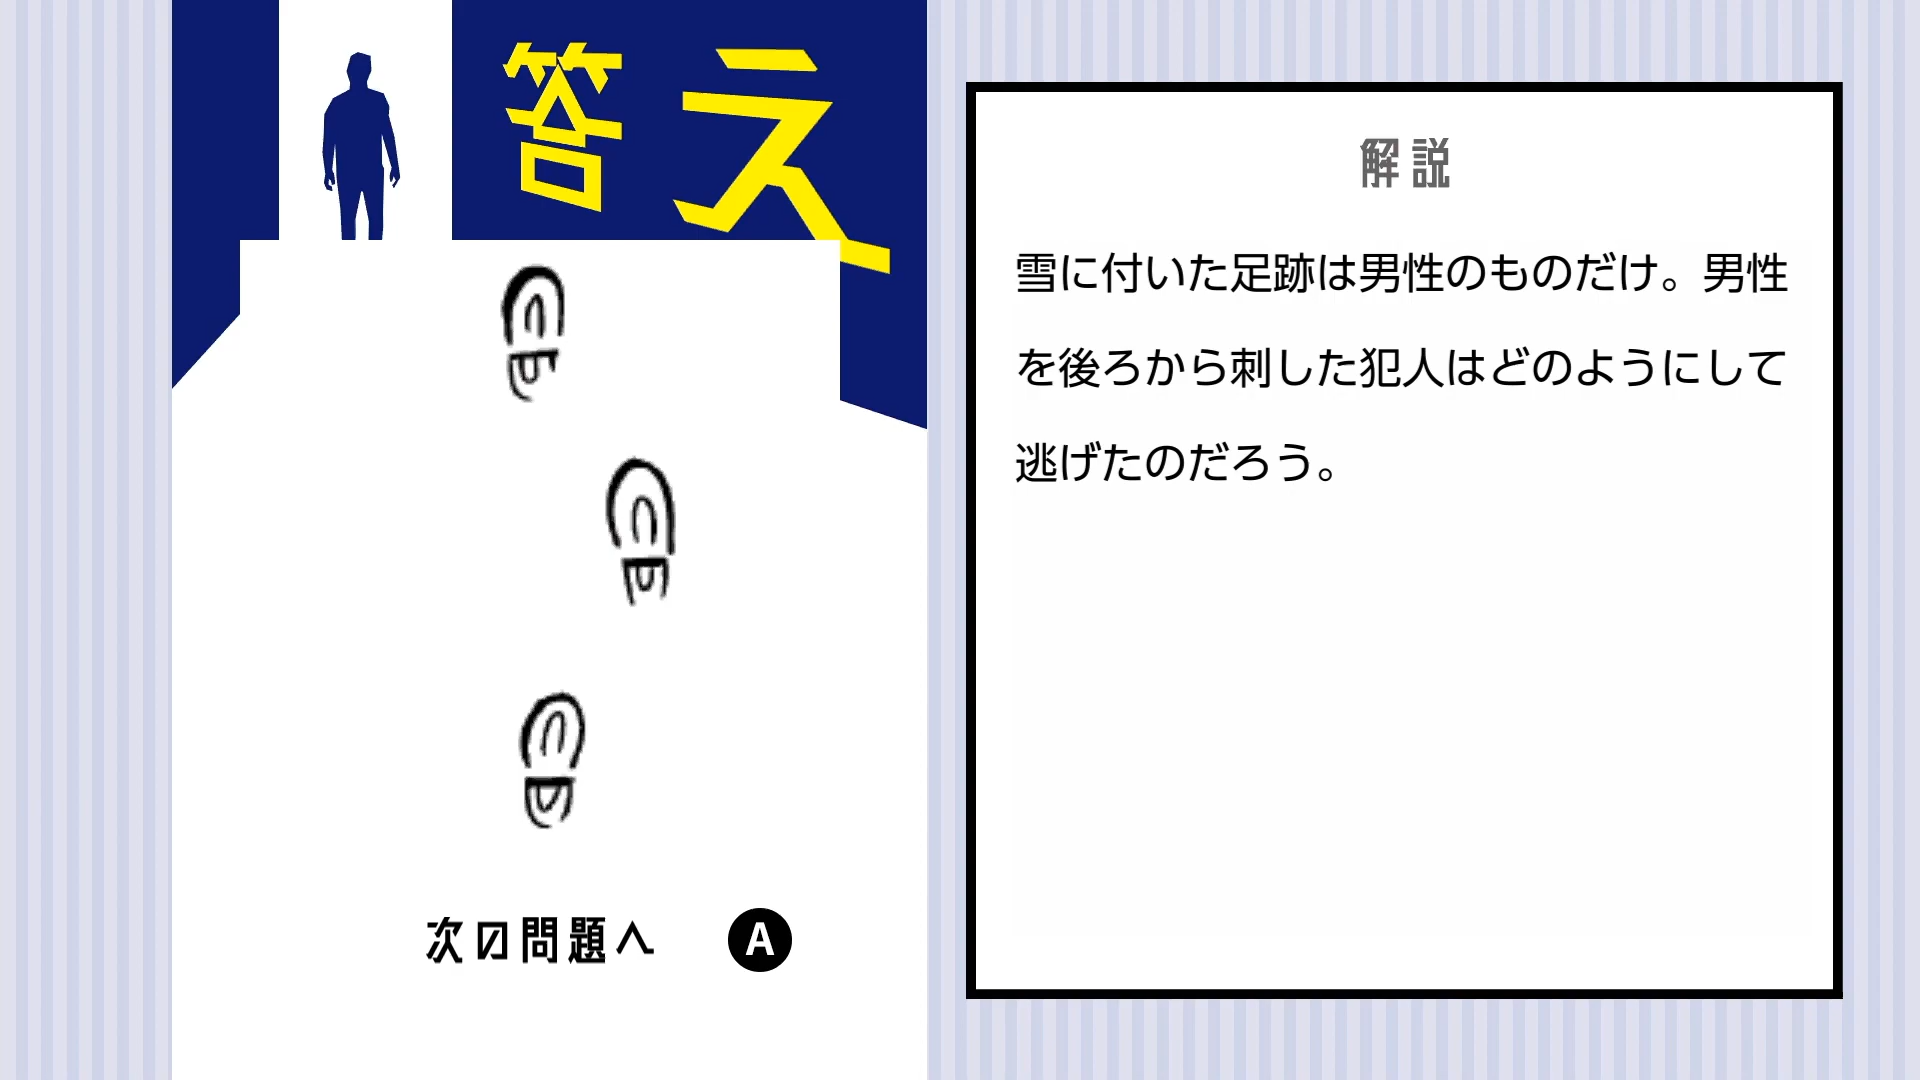 答え
次の問題へ A
解説
雪に付いた足跡は男性のものだけ。男性
を後ろから刺した犯人はどのようにして
逃げたのだろう。